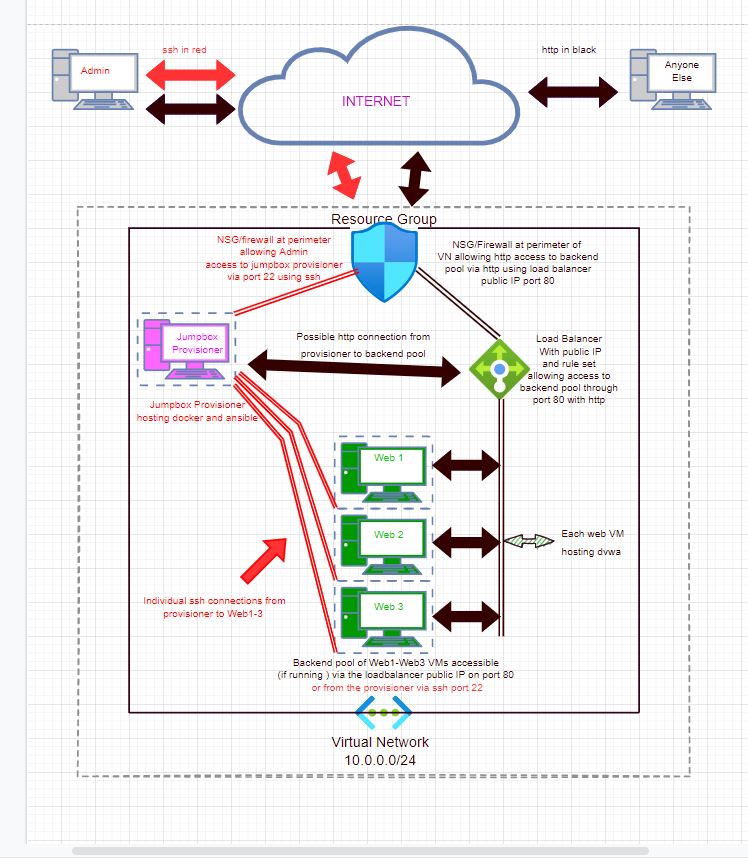 ssh in red
http in black
Admin
Anyone
Else
INTERNET
Resource Group
NSG/firewall at perimeter
allowing Admin
access to jumpbox provisioner
via port 22 using ssh
NSG/Firewall at perimeter of
VN allowing http access to backend
pool via http using load balancer
public IP port 80
Jumpbox
Provisioner
Possible http connection from
provisioner to backend pool
Load Balancer
With public IP
and rule set
allowing access to
backend pool through
port 80 with http
Jumpbox Provisioner
hosting docker and ansible
Web 1
Web 2
Each web VM
hosting dvwa
Web 3
Individual ssh connections from
provisioner to Web1-3
Backend pool of Web1-Web3 VMs accessible
(if running ) via the loadbalancer public IP on port 80
or from the provisioner via ssh port 22
Virtual Network
10.0.0.0/24